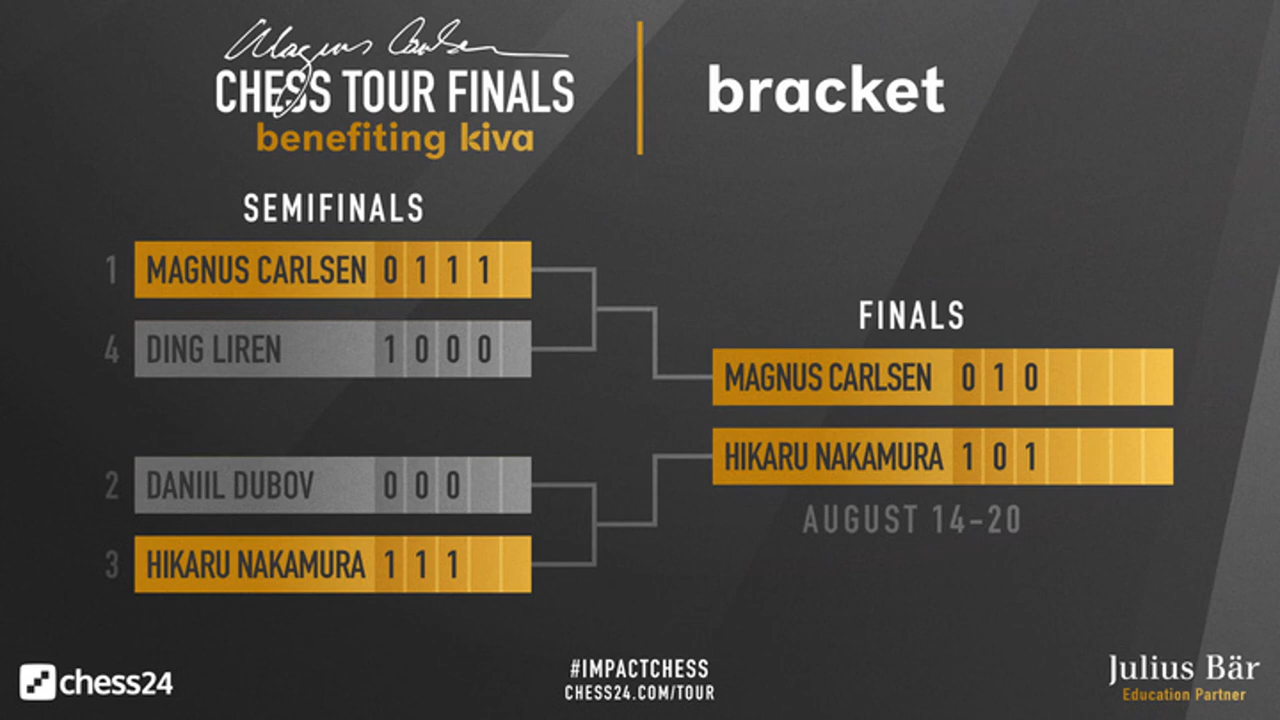 Magnus Carlsen
CHESS TOUR FINALS
benefiting kiva
bracket
SEMIFINALS
1 MAGNUS CARLSEN 0 1 1 1
4 DING LIREN 1 0 0 0
2 DANIIL DUBOV 0 0 0
3 HIKARU NAKAMURA 1 1 1
FINALS
MAGNUS CARLSEN 0 1 0
HIKARU NAKAMURA 1 0 1
AUGUST 14-20
chess24
#IMPACTCHESS
CHESS24.COM/TOUR
Julius Bär
Education Partner